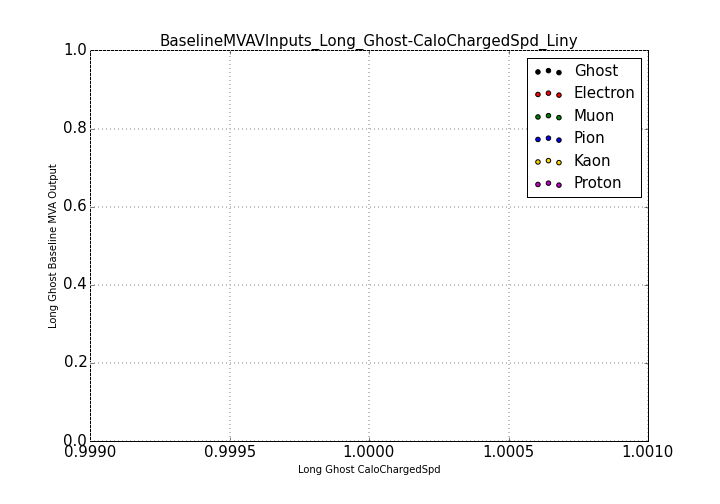 BaselineMVAVInputs_Long_Ghost-CaloChargedSpd_Liny
1.0
0.8
0.6
0.4
0.2
0.0
Long Ghost Baseline MVA Output
Ghost
Electron
Muon
Pion
Kaon
Proton
0.9990 0.9995 1.0000 1.0005 1.0010
Long Ghost CaloChargedSpd